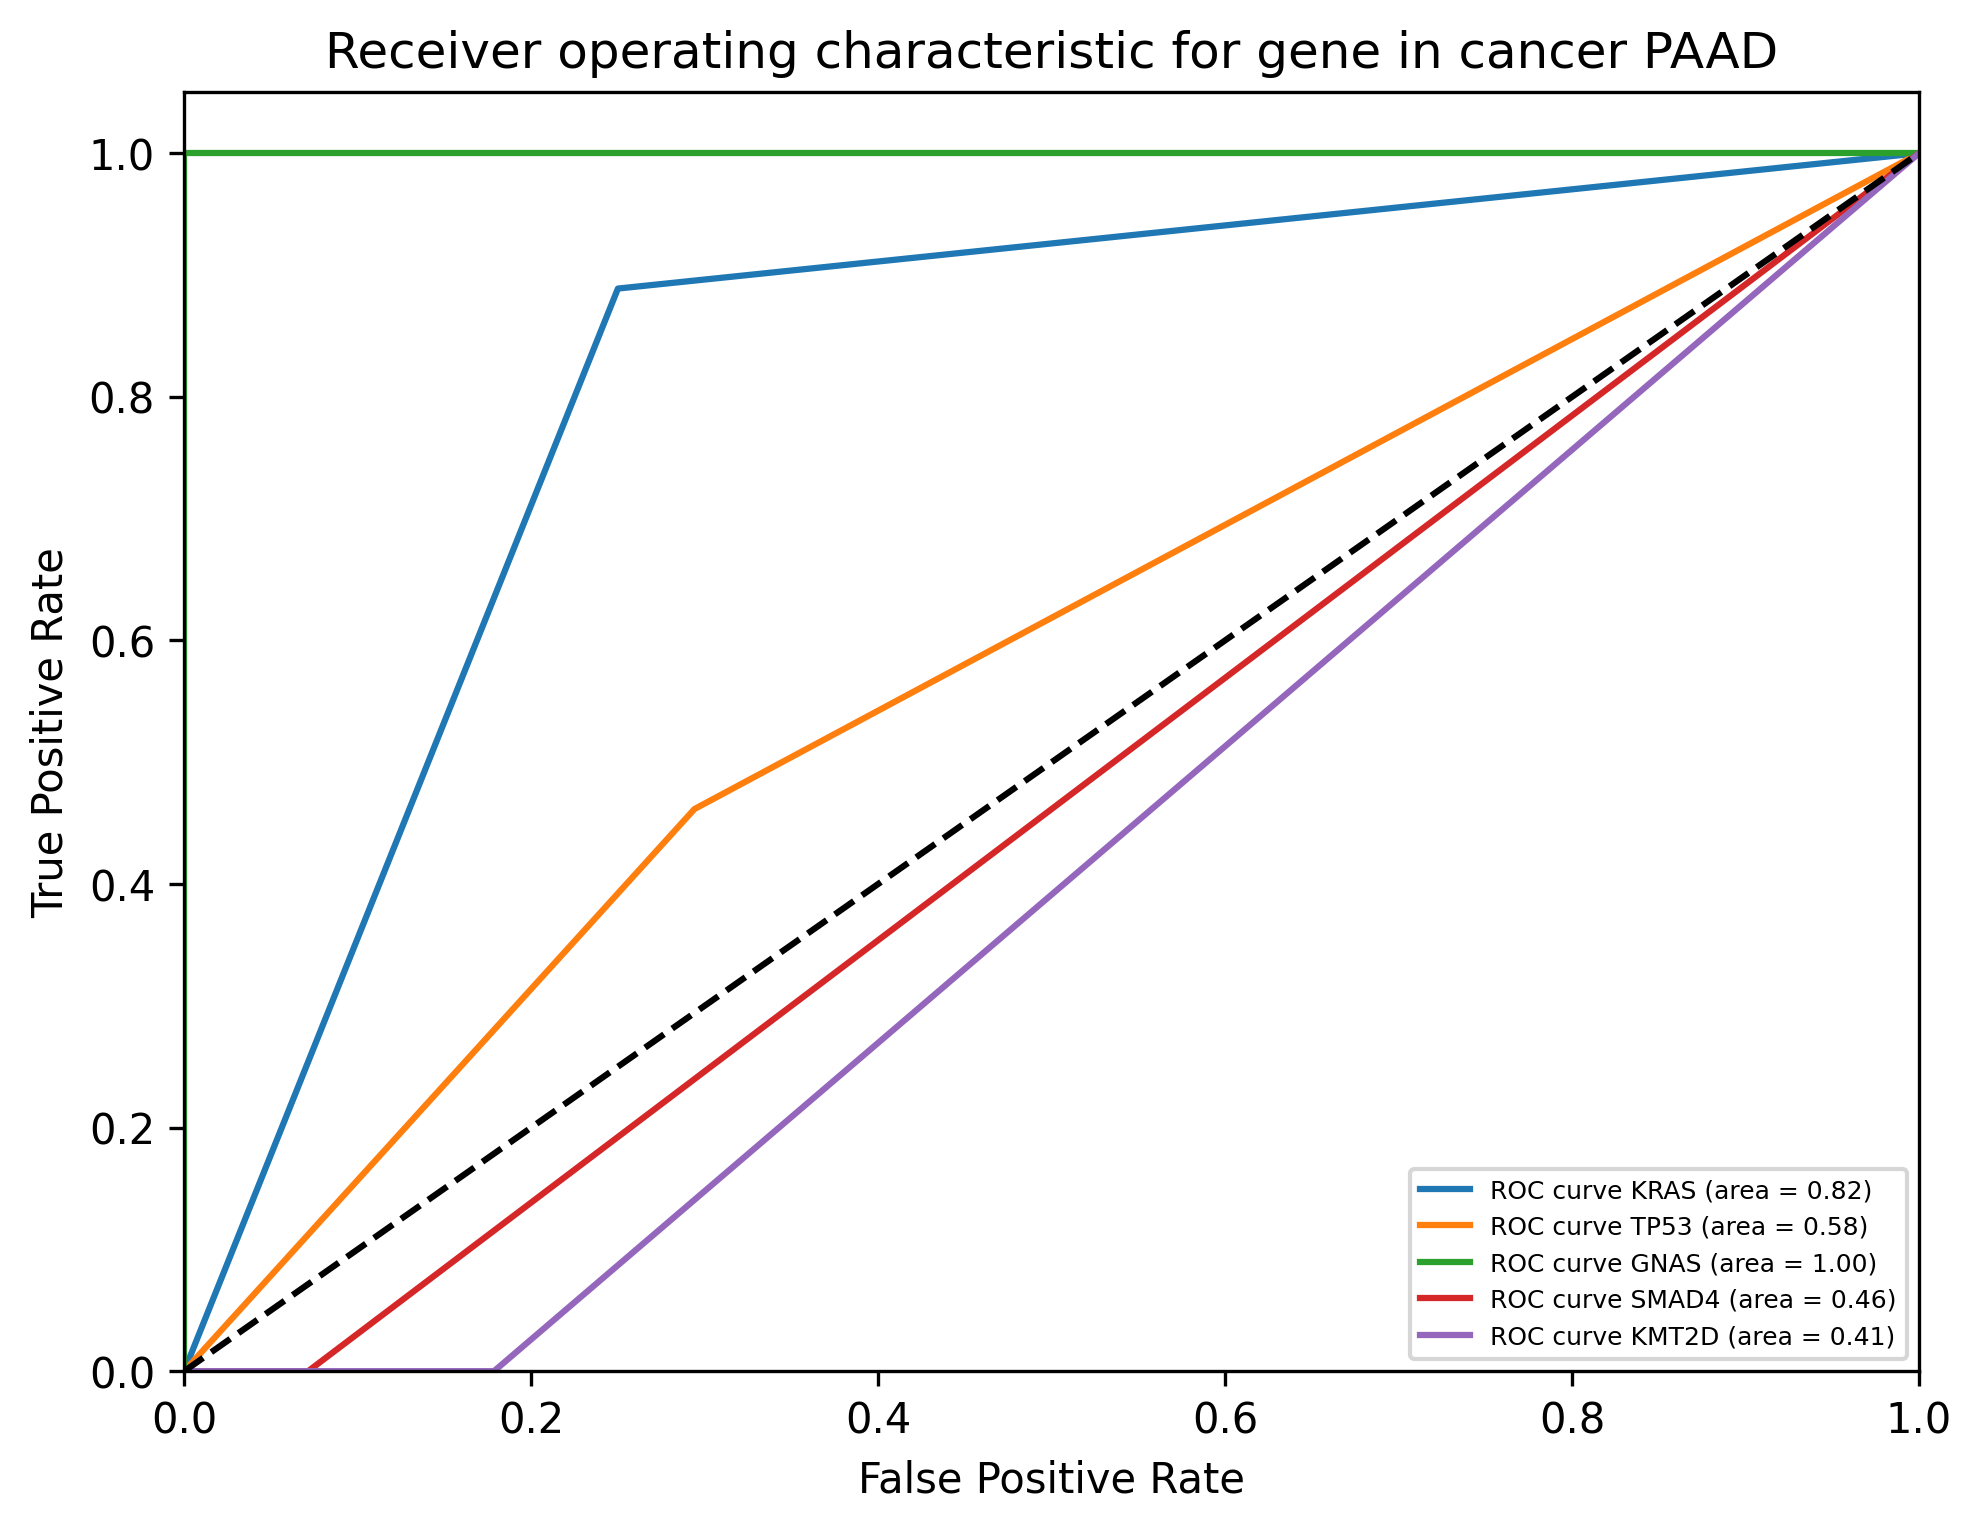 Receiver operating characteristic for gene in cancer PAAD
1.0
0.8
0.6
0.4
0.2
0.0
True Positive Rate
ROC curve KRAS (area = 0.82)
ROC curve TP53 (area = 0.58)
ROC curve GNAS (area = 1.00)
ROC curve SMAD4 (area = 0.46)
ROC curve KMT2D (area = 0.41)
0.0 0.2 0.4 0.6 0.8 1.0
False Positive Rate